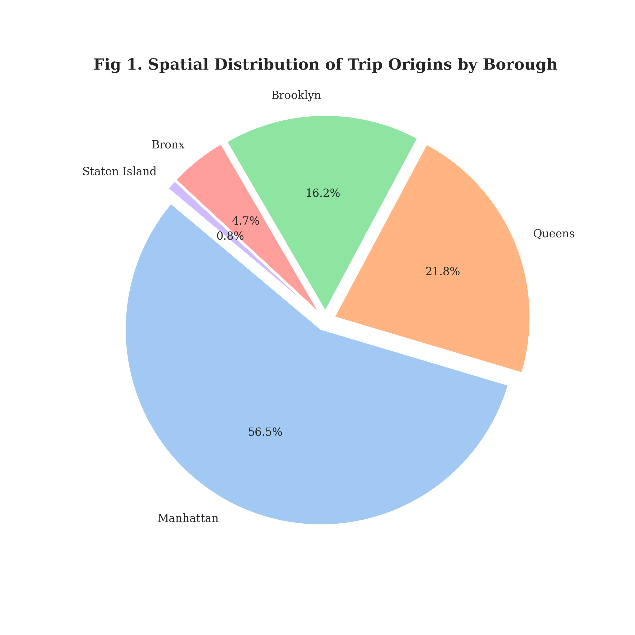 Fig 1. Spatial Distribution of Trip Origins by Borough
Brooklyn
Bronx
Staten Island
16.2%
4.7%
0.8%
Queens
21.8%
56.5%
Manhattan